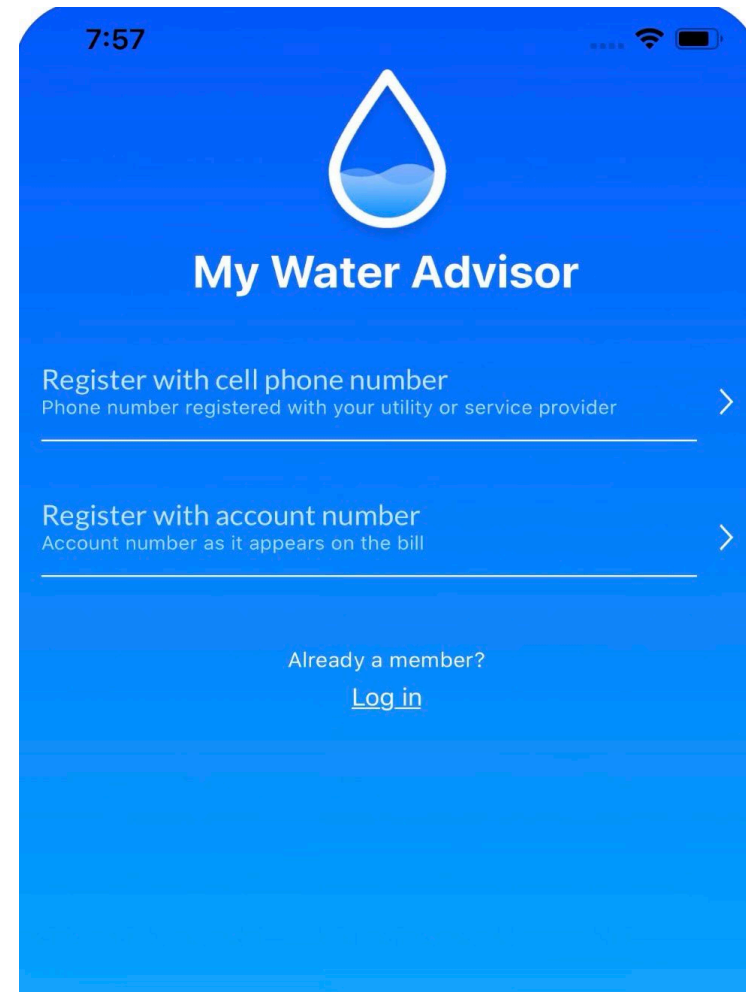 7:57
My Water Advisor
Register with cell phone number
Phone number registered with your utility or service provider
Register with account number
Account number as it appears on the bill
Already a member?
Log in